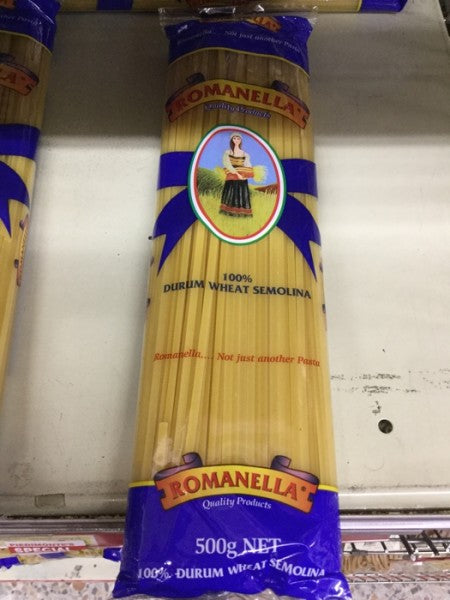 Not just another Pasta
ROMANELLA
Quality Products
100%
DURUM WHEAT SEMOLINA
Romanella.... Not just another Pasta
ROMANELLA
Quality Products
500g NET
100% DURUM WHEAT SEMOLINA
SPECIAL